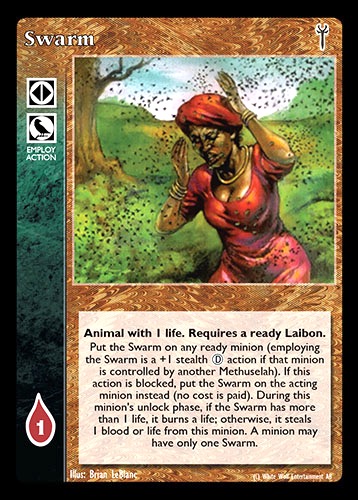 Swarm
EMPLOY
ACTION
Animal with 1 life. Requires a ready Laibon.
Put the Swarm on any ready minion (employing
the Swarm is a +1 stealth Ⓓ action if that minion
is controlled by another Methuselah). If this
action is blocked, put the Swarm on the acting
minion instead (no cost is paid). During this
minion's unlock phase, if the Swarm has more
than 1 life, it burns a life; otherwise, it steals
1 blood or life from this minion. A minion may
have only one Swarm.
1
Illus: Brian LeBlanc
White Wolf Entertainment AB